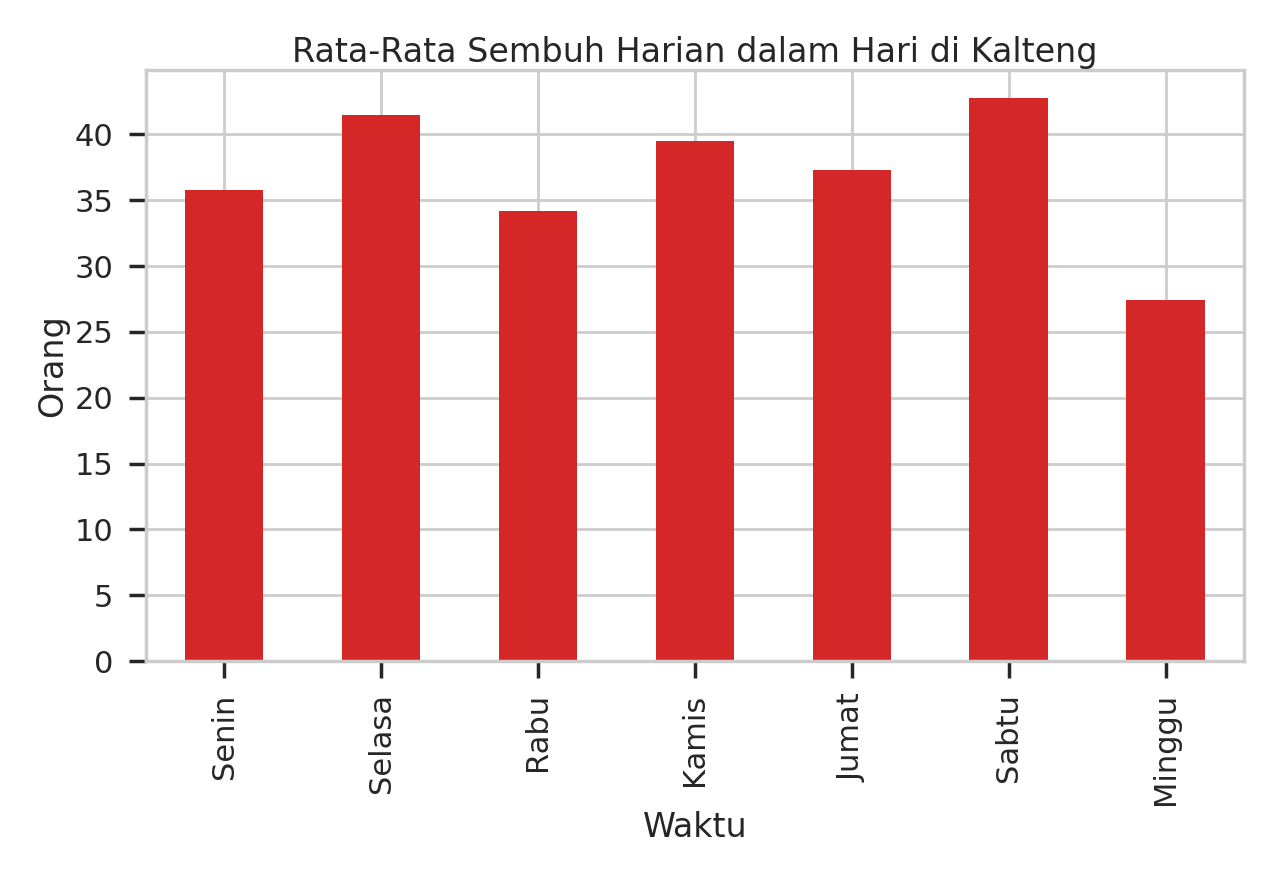 Rata-Rata Sembuh Harian dalam Hari di Kalteng
Orang
40
35
30
25
20
15
10
5
0
Senin
Selasa
Rabu
Kamis
Jumat
Sabtu
Minggu
Waktu